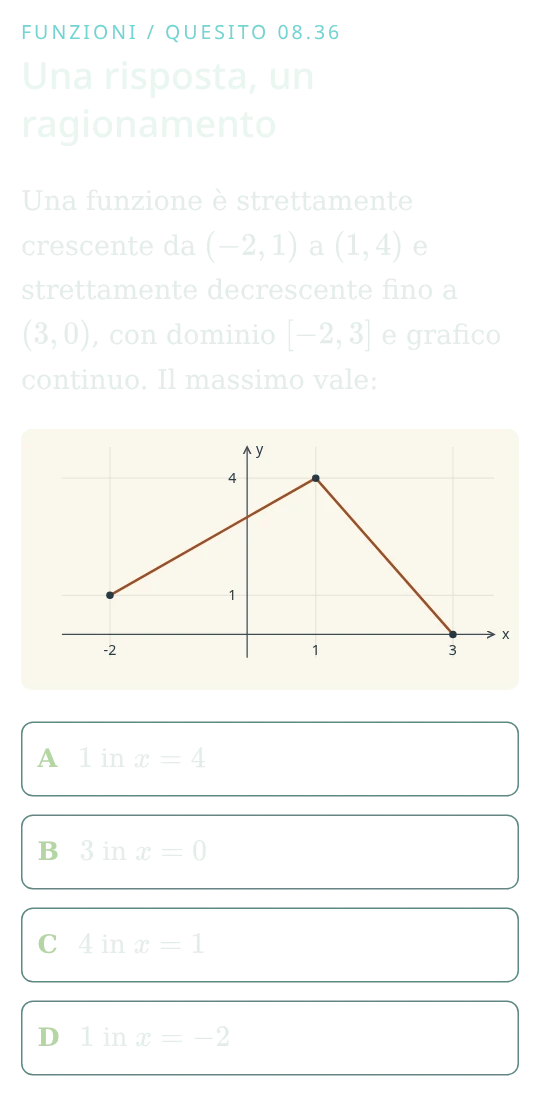 FUNZIONI / QUESITO 08.36
Una risposta, un
ragionamento
Una funzione è strettamente
crescente da (−2, 1) a (1, 4) e
strettamente decrescente fino a
(3, 0), con dominio [−2, 3] e grafico
continuo. Il massimo vale:
y
4
1
x
-2 1 3
A 1 in x = 4
B 3 in x = 0
C 4 in x = 1
D 1 in x = −2